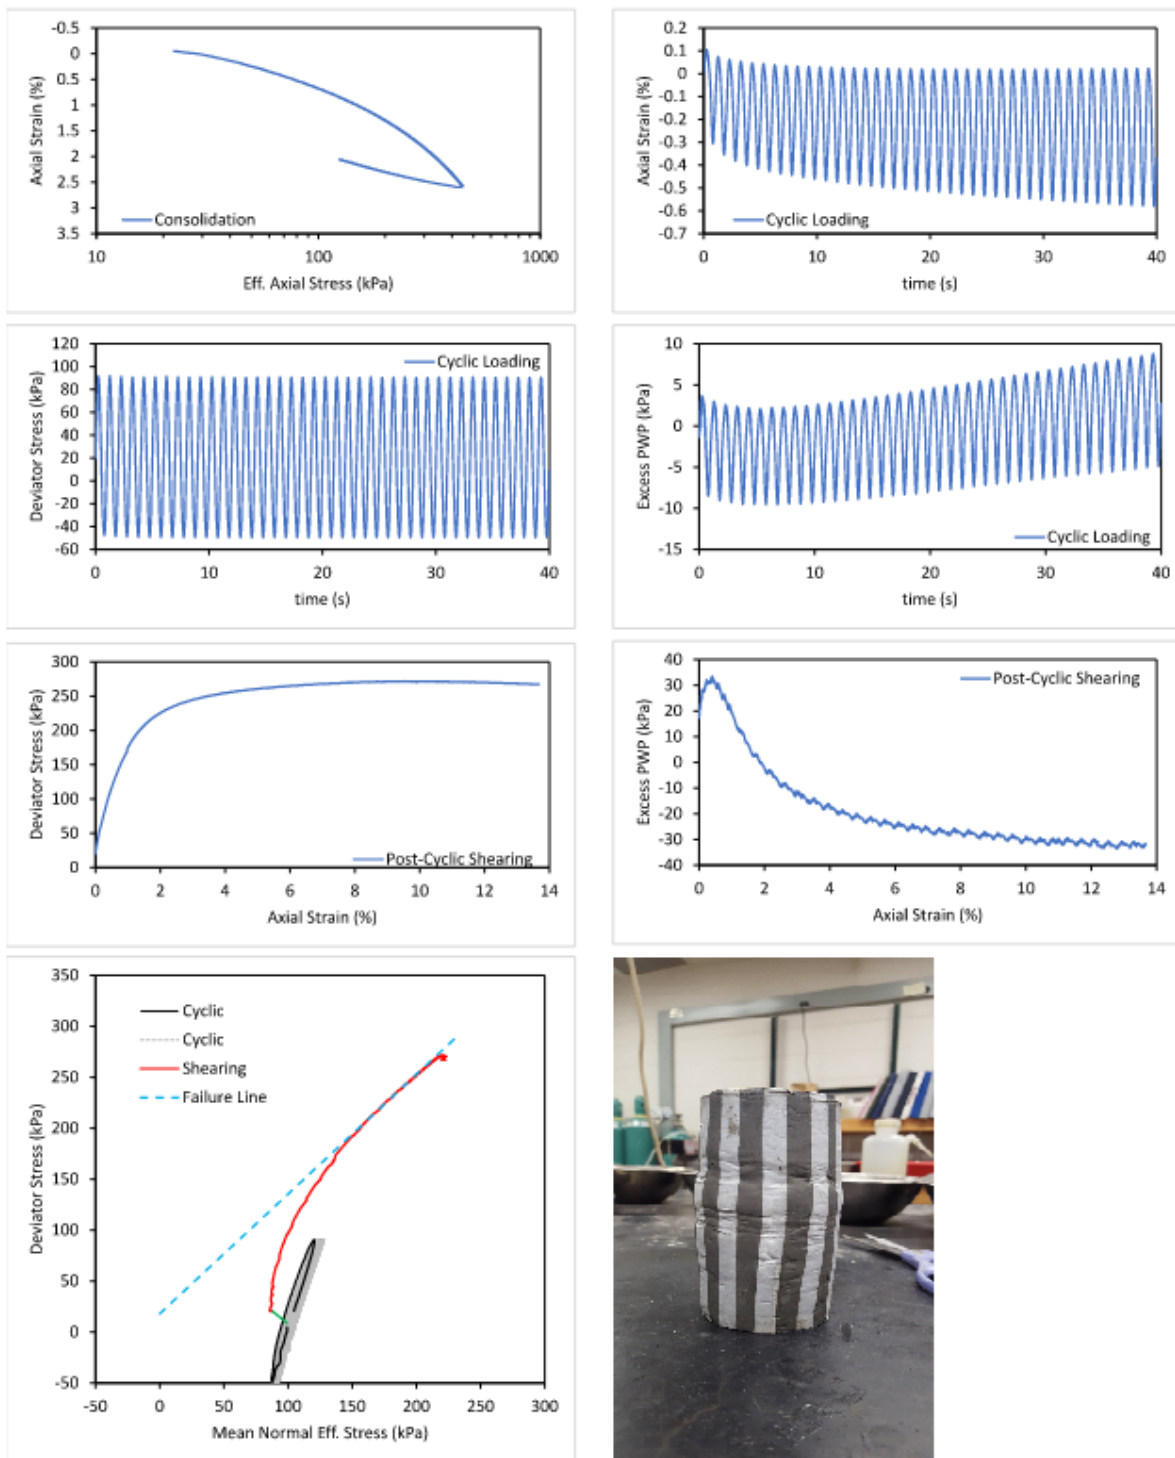 -0.5
0
0.5
1
1.5
2
2.5
3
3.5
Axial Strain (%)
Consolidation
10 100 1000
Eff. Axial Stress (kPa)
0.2
0.1
0
-0.1
-0.2
-0.3
-0.4
-0.5
-0.6
-0.7
Axial Strain (%)
Cyclic Loading
0 10 20 30 40
time (s)
120
100
80
60
40
20
0
-20
-40
-60
Deviator Stress (kPa)
Cyclic Loading
0 10 20 30 40
time (s)
10
5
0
-5
-10
-15
Excess PWP (kPa)
Cyclic Loading
0 10 20 30 40
time (s)
300
250
200
150
100
50
0
Deviator Stress (kPa)
Post-Cyclic Shearing
0 2 4 6 8 10 12 14
Axial Strain (%)
40
30
20
10
0
-10
-20
-30
-40
Excess PWP (kPa)
Post-Cyclic Shearing
0 2 4 6 8 10 12 14
Axial Strain (%)
350
300
250
200
150
100
50
0
-50
Deviator Stress (kPa)
Cyclic
Cyclic
Shearing
Failure Line
-50 0 50 100 150 200 250 300
Mean Normal Eff. Stress (kPa)